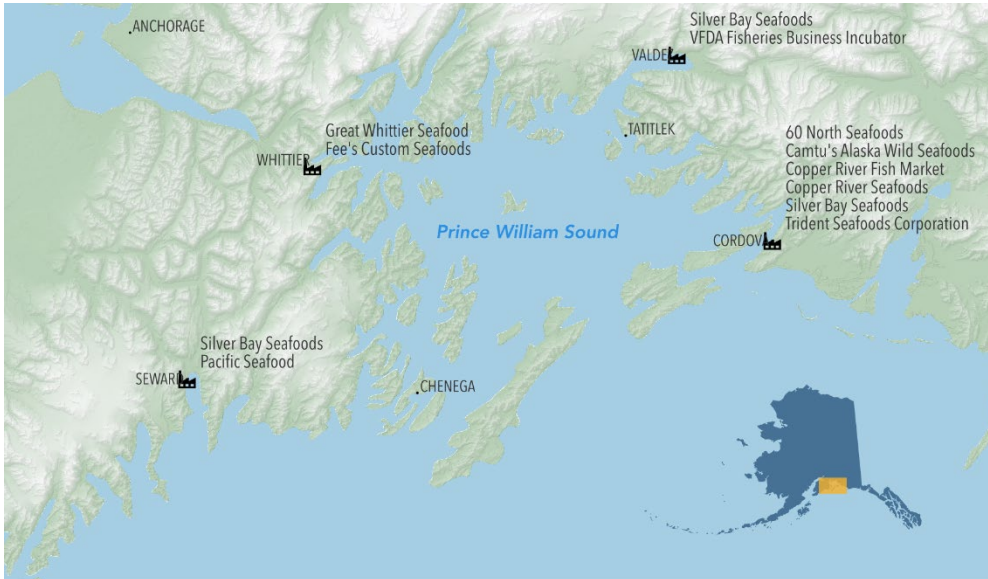 ANCHORAGE
Silver Bay Seafoods
VFDA Fisheries Business Incubator
VALDE
Great Whittier Seafood
Fee's Custom Seafoods
WHITTIER
TATITLEK
60 North Seafoods
Camtu's Alaska Wild Seafoods
Copper River Fish Market
Copper River Seafoods
Silver Bay Seafoods
Trident Seafoods Corporation
Prince William Sound
CORDOV
Silver Bay Seafoods
Pacific Seafood
SEWAR
CHENEGA